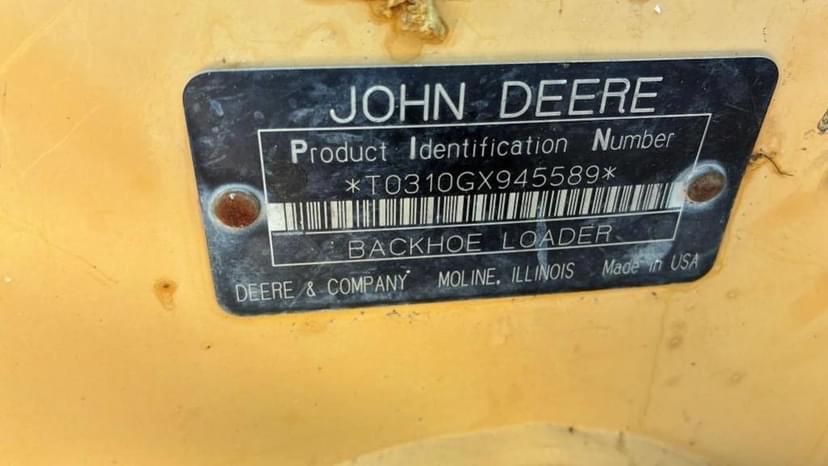 JOHN DEERE
Product Identification Number
*T0310GX945589*
BACKHOE LOADER
DEERE & COMPANY MOLINE, ILLINOIS Made in USA